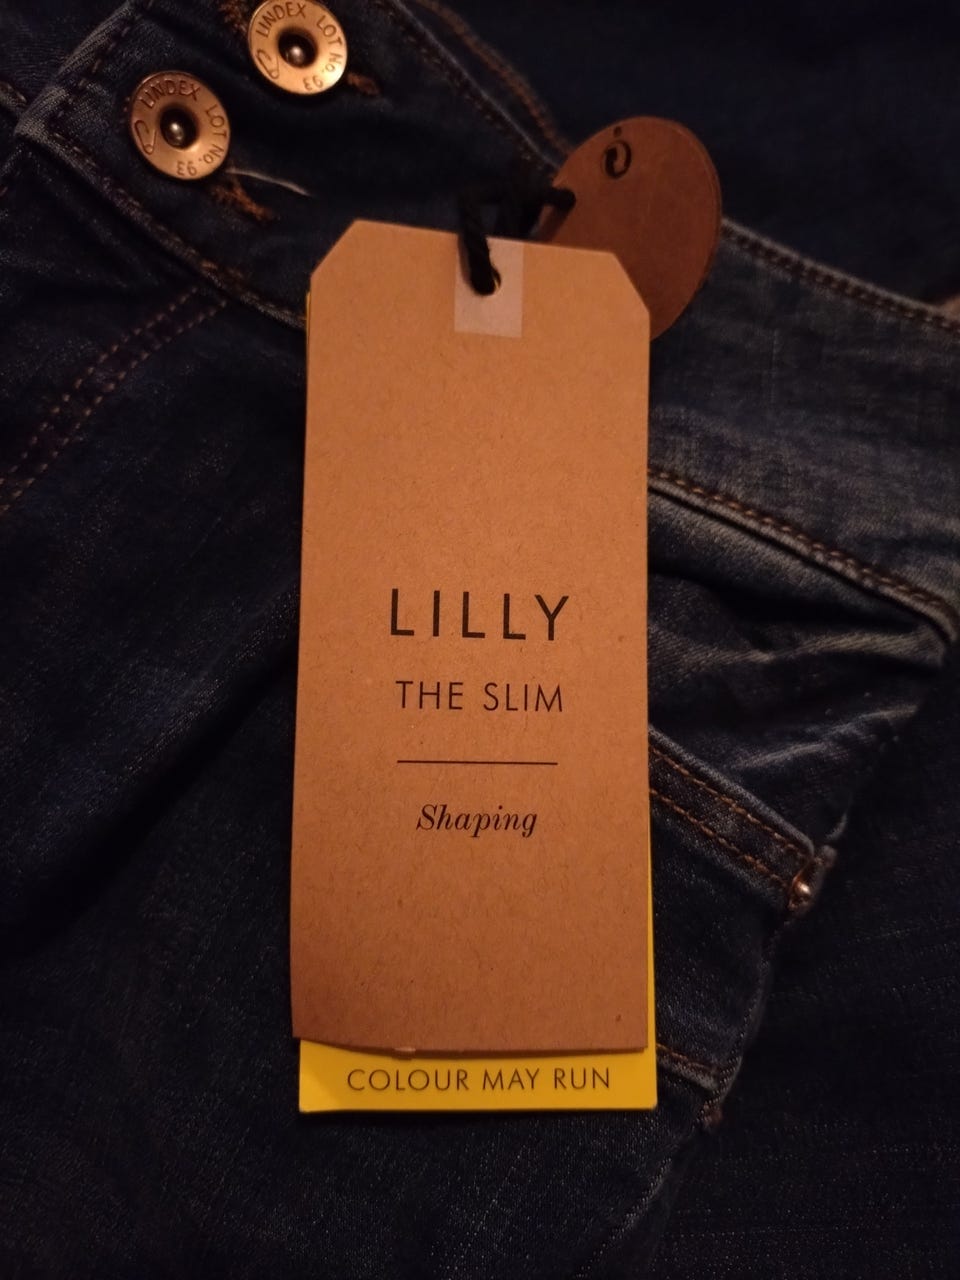 LINDEX LOT No. 93
LINDEX LOT No. 93
LILLY
THE SLIM
Shaping
COLOUR MAY RUN